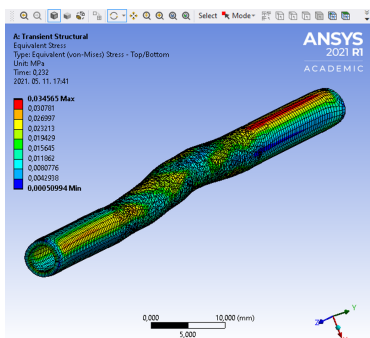 Select Mode
A: Transient Structural
Equivalent Stress
Type: Equivalent (von-Mises) Stress - Top/Bottom
Unit: MPa
Time: 0,232
2021. 05. 11. 17:41
ANSYS
2021 R1
ACADEMIC
0,034565 Max
0,030781
0,026997
0,023213
0,019429
0,015645
0,011862
0,0080776
0,0042938
0,00050994 Min
0,000 10,000 (mm)
5,000
Y
Z